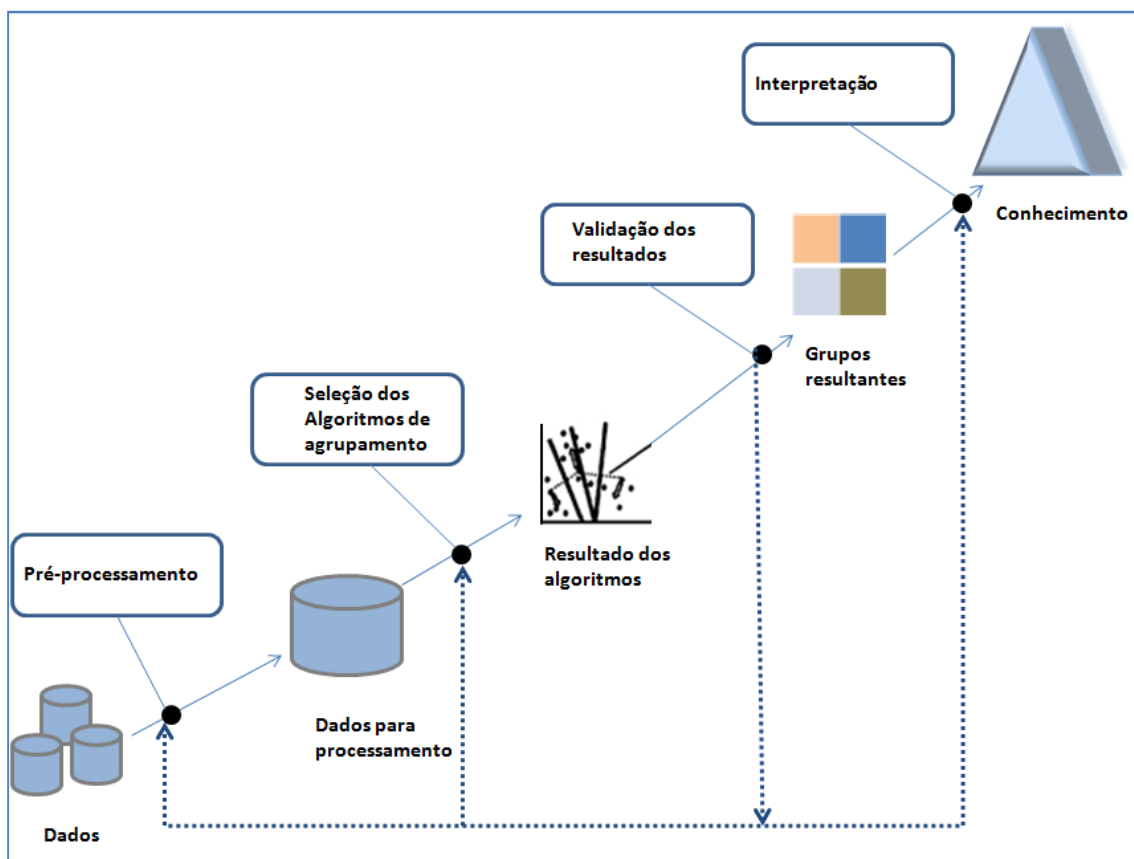 Interpretação
Conhecimento
Validação dos
resultados
Grupos
resultantes
Seleção dos
Algoritmos de
agrupamento
Resultado dos
algoritmos
Pré-processamento
Dados para
processamento
Dados